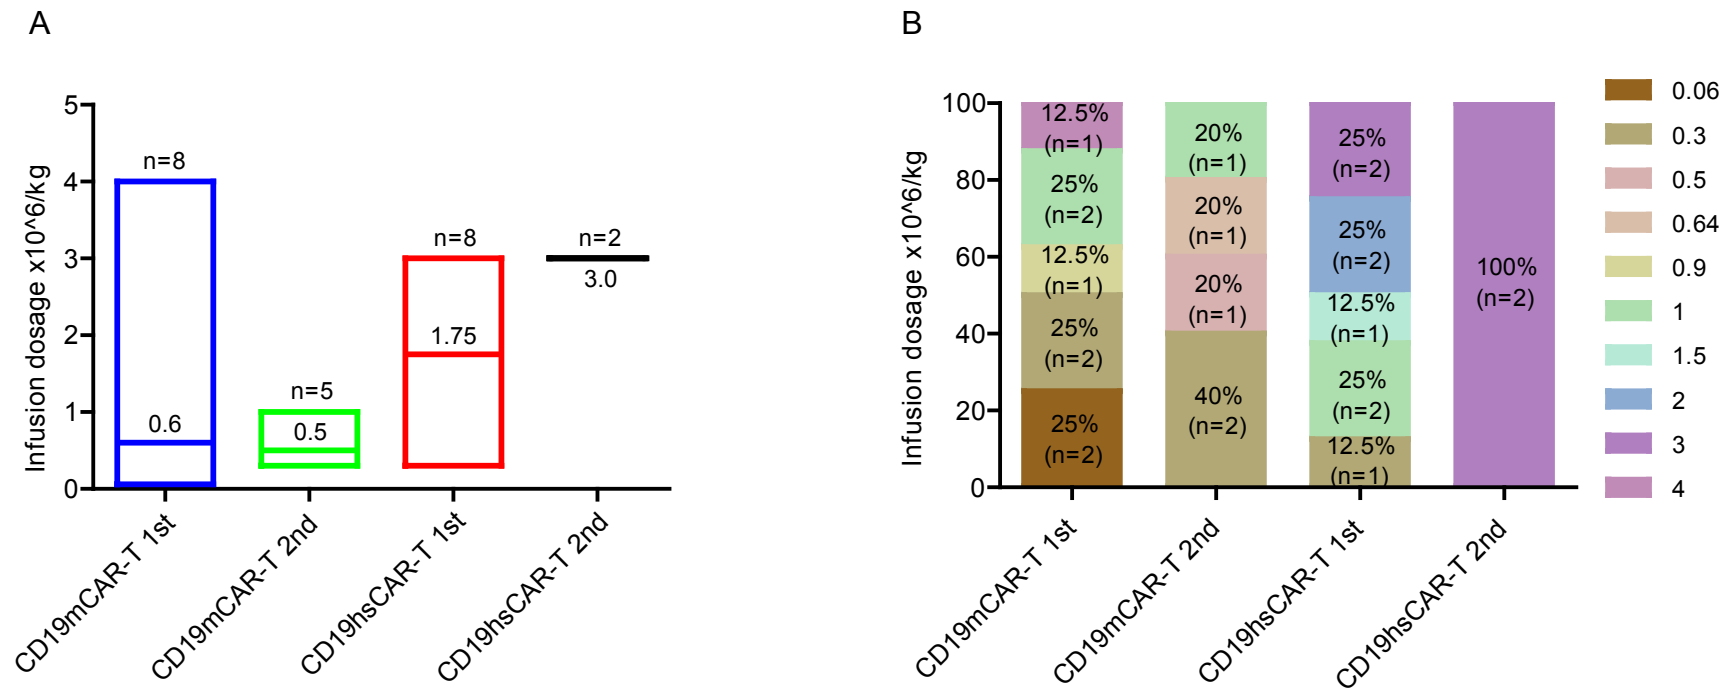 A
Infusion dosage x10^6/kg
5
4
3
2
1
0
n=8
0.6
n=5
0.5
n=8
1.75
n=2
3.0
CD19mCAR-T 1st
CD19mCAR-T 2nd
CD19hsCAR-T 1st
CD19hsCAR-T 2nd
B
Infusion dosage x10^6/kg
100
80
60
40
20
0
12.5%
(n=1)
25%
(n=2)
12.5%
(n=1)
25%
(n=2)
25%
(n=2)
20%
(n=1)
20%
(n=1)
20%
(n=1)
40%
(n=2)
25%
(n=2)
25%
(n=2)
12.5%
(n=1)
25%
(n=2)
12.5%
(n=1)
100%
(n=2)
CD19mCAR-T 1st
CD19mCAR-T 2nd
CD19hsCAR-T 1st
CD19hsCAR-T 2nd
0.06
0.3
0.5
0.64
0.9
1
1.5
2
3
4